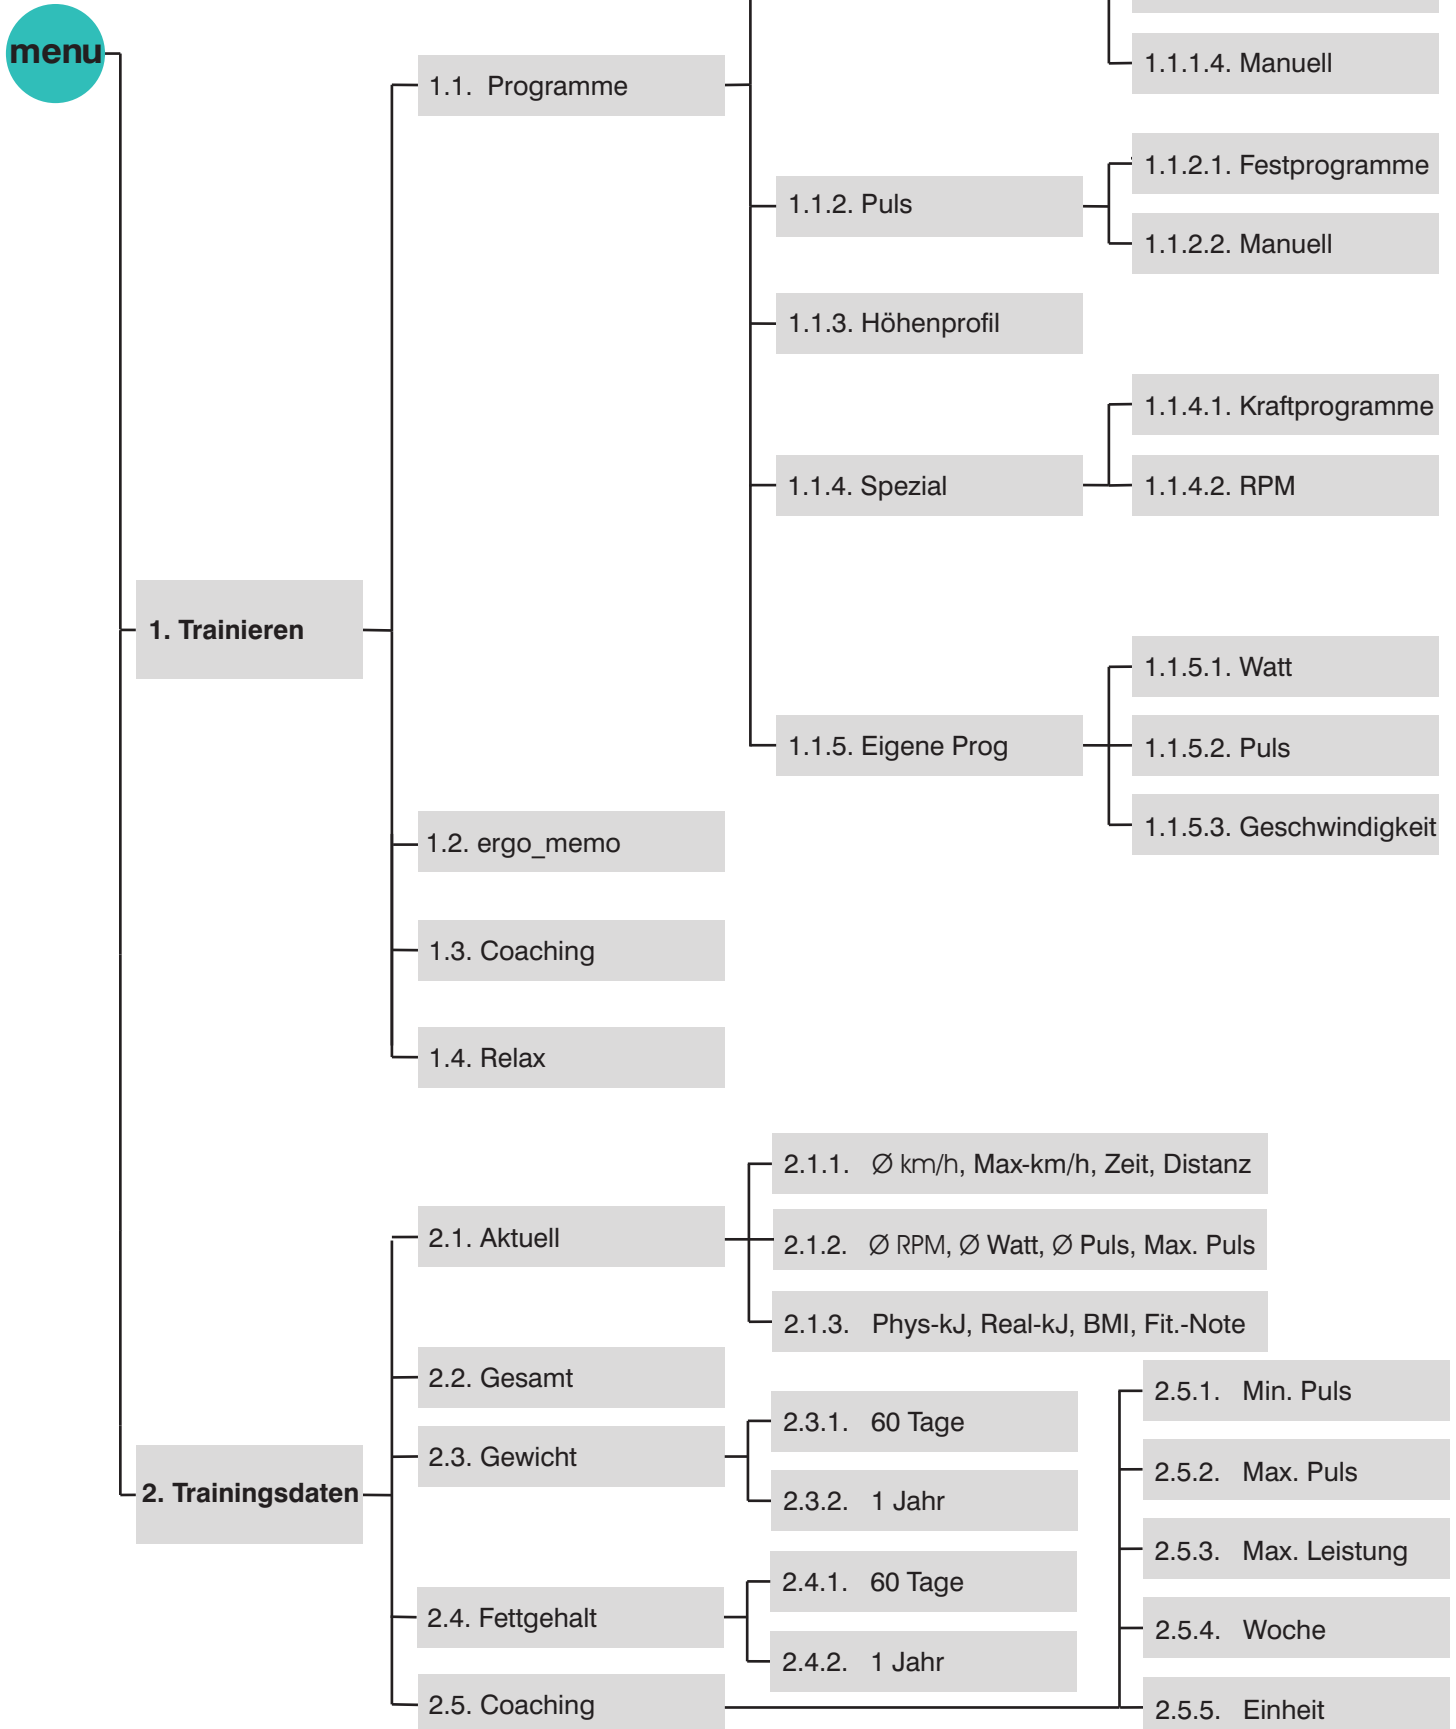 menu
1.1.1.4. Manuell
1.1. Programme
1.1.2.1. Festprogramme
1.1.2. Puls
1.1.2.2. Manuell
1.1.3. Höhenprofil
1.1.4.1. Kraftprogramme
1.1.4. Spezial
1.1.4.2. RPM
1. Trainieren
1.1.5.1. Watt
1.1.5. Eigene Prog
1.1.5.2. Puls
1.1.5.3. Geschwindigkeit
1.2. ergo_memo
1.3. Coaching
1.4. Relax
2.1.1. Ø km/h, Max-km/h, Zeit, Distanz
2.1. Aktuell
2.1.2. Ø RPM, Ø Watt, Ø Puls, Max. Puls
2.1.3. Phys-kJ, Real-kJ, BMI, Fit.-Note
2.2. Gesamt
2.5.1. Min. Puls
2.3.1. 60 Tage
2.3. Gewicht
2.5.2. Max. Puls
2. Trainingsdaten
2.3.2. 1 Jahr
2.5.3. Max. Leistung
2.4.1. 60 Tage
2.4. Fettgehalt
2.5.4. Woche
2.4.2. 1 Jahr
2.5. Coaching
2.5.5. Einheit